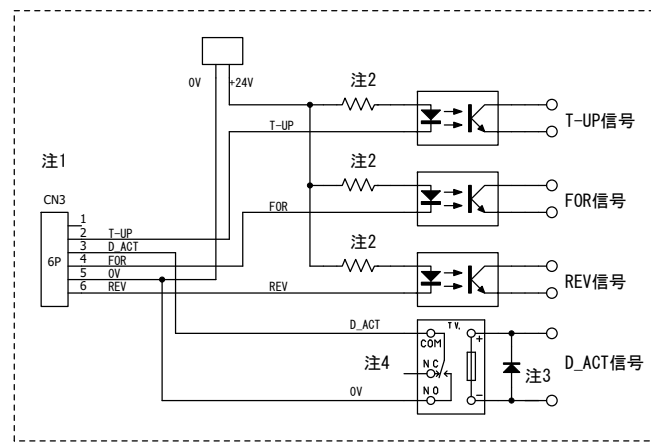 0V
+24V
注2
T-UP
T-UP信号
注1
注2
CN3
FOR
FOR信号
1
2 T-UP
3 D_ACT
4 FOR
5 0V
6 REV
6P
注2
REV
REV信号
D_ACT
TV.
COM
+
注4
NC
注3
D_ACT信号
0V
NO
-